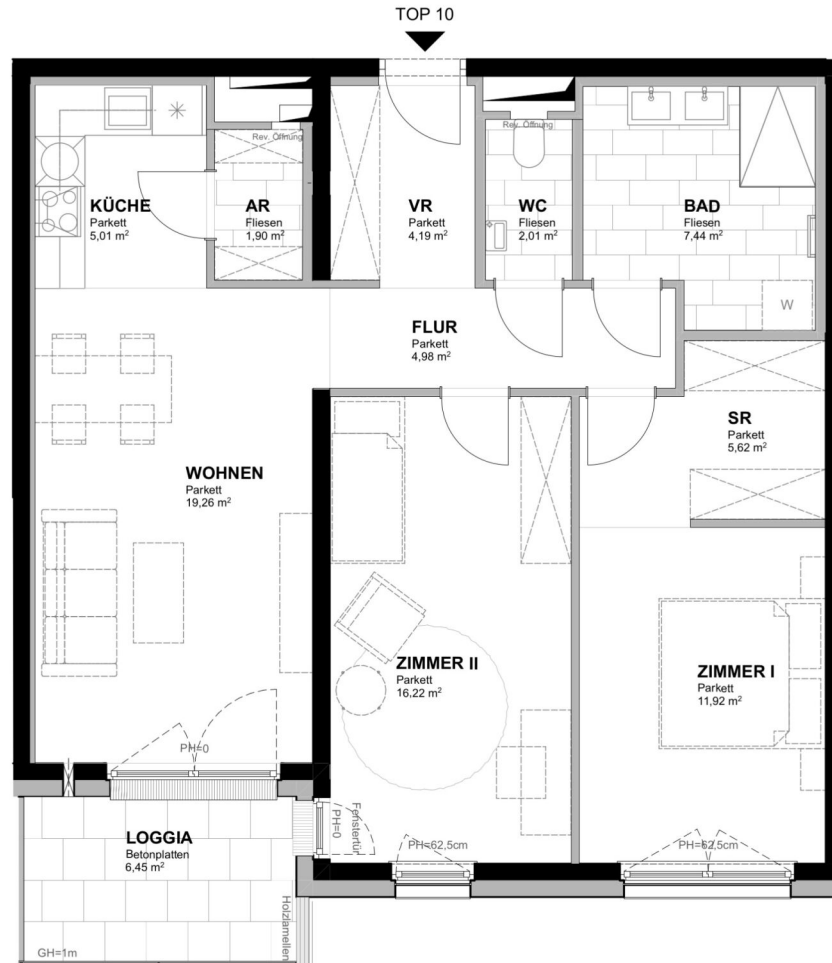 TOP 10
Rev. Öffnung
Rev. Öffnung
KÜCHE
Parkett
5,01 m²
AR
Fliesen
1,90 m²
VR
Parkett
4,19 m²
WC
Fliesen
2,01 m²
BAD
Fliesen
7,44 m²
W
FLUR
Parkett
4,98 m²
SR
Parkett
5,62 m²
WOHNEN
Parkett
19,26 m²
ZIMMER II
Parkett
16,22 m²
ZIMMER I
Parkett
11,92 m²
PH=0
LOGGIA
Betonplatten
6,45 m²
PH=0
Fenstertür
PH=62,5cm
PH=62,5cm
Holzlamellen
GH=1m